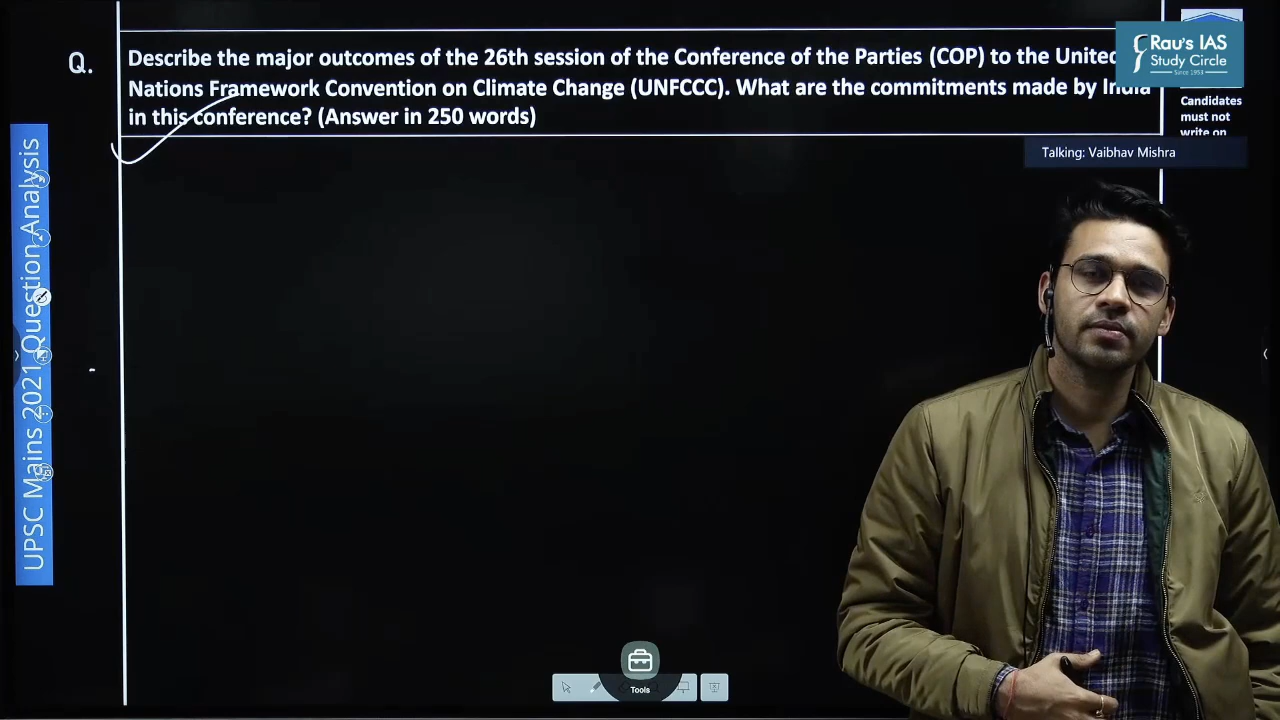 Q.
Describe the major outcomes of the 26th session of the Conference of the Parties (COP) to the United
Nations Framework Convention on Climate Change (UNFCCC). What are the commitments made by India
in this conference? (Answer in 250 words)
Rau's IAS
Study Circle
Since 1953
Candidates
must not
write on
Talking: Vaibhav Mishra
UPSC Mains 2021 Question Analysis
Tools